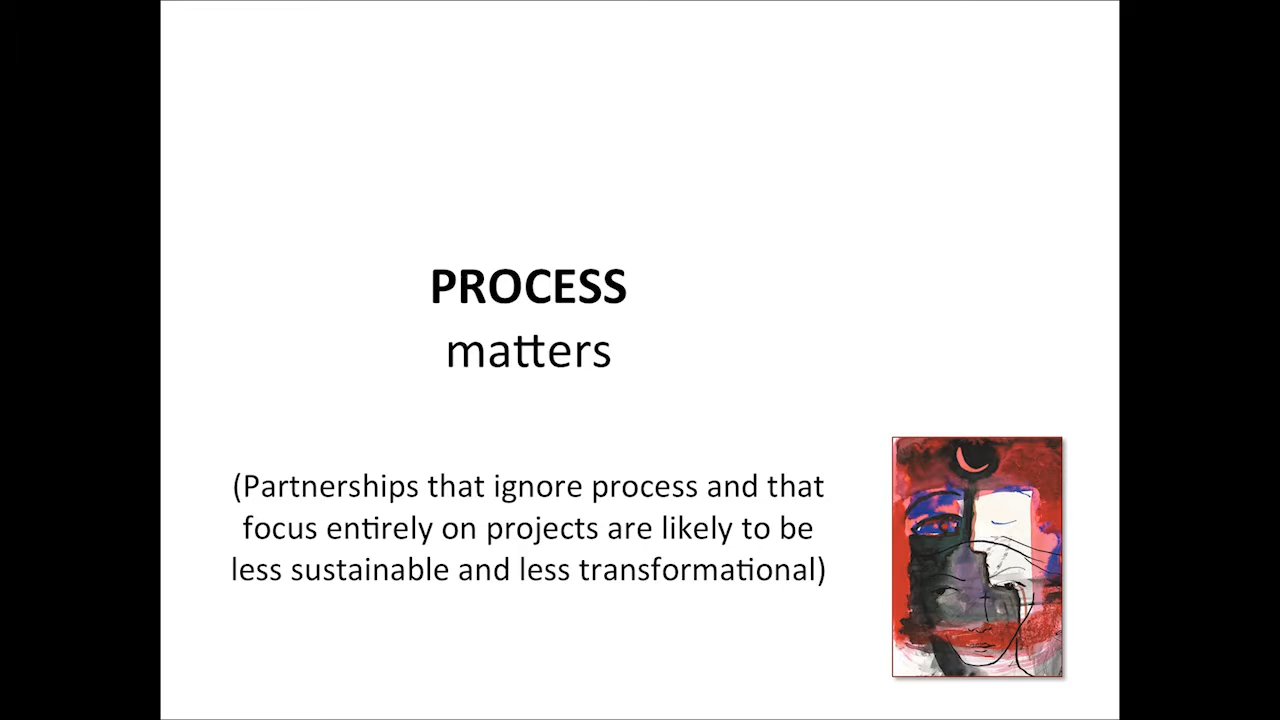 PROCESS
matters
(Partnerships that ignore process and that
focus entirely on projects are likely to be
less sustainable and less transformational)